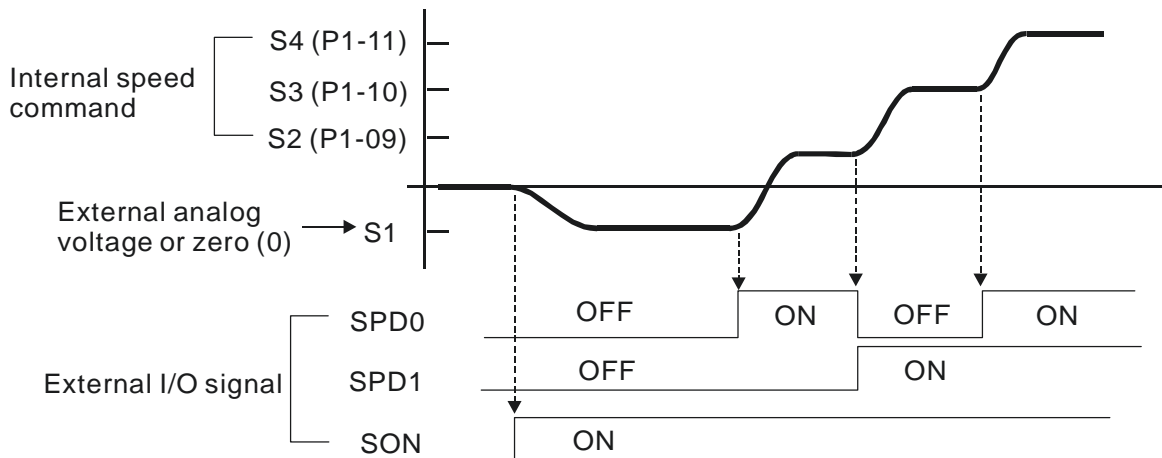 S4 (P1-11)
Internal speed
command
S3 (P1-10)
S2 (P1-09)
External analog
voltage or zero (0)
S1
SPD0
OFF
ON
OFF
ON
External I/O signal
SPD1
OFF
ON
SON
ON